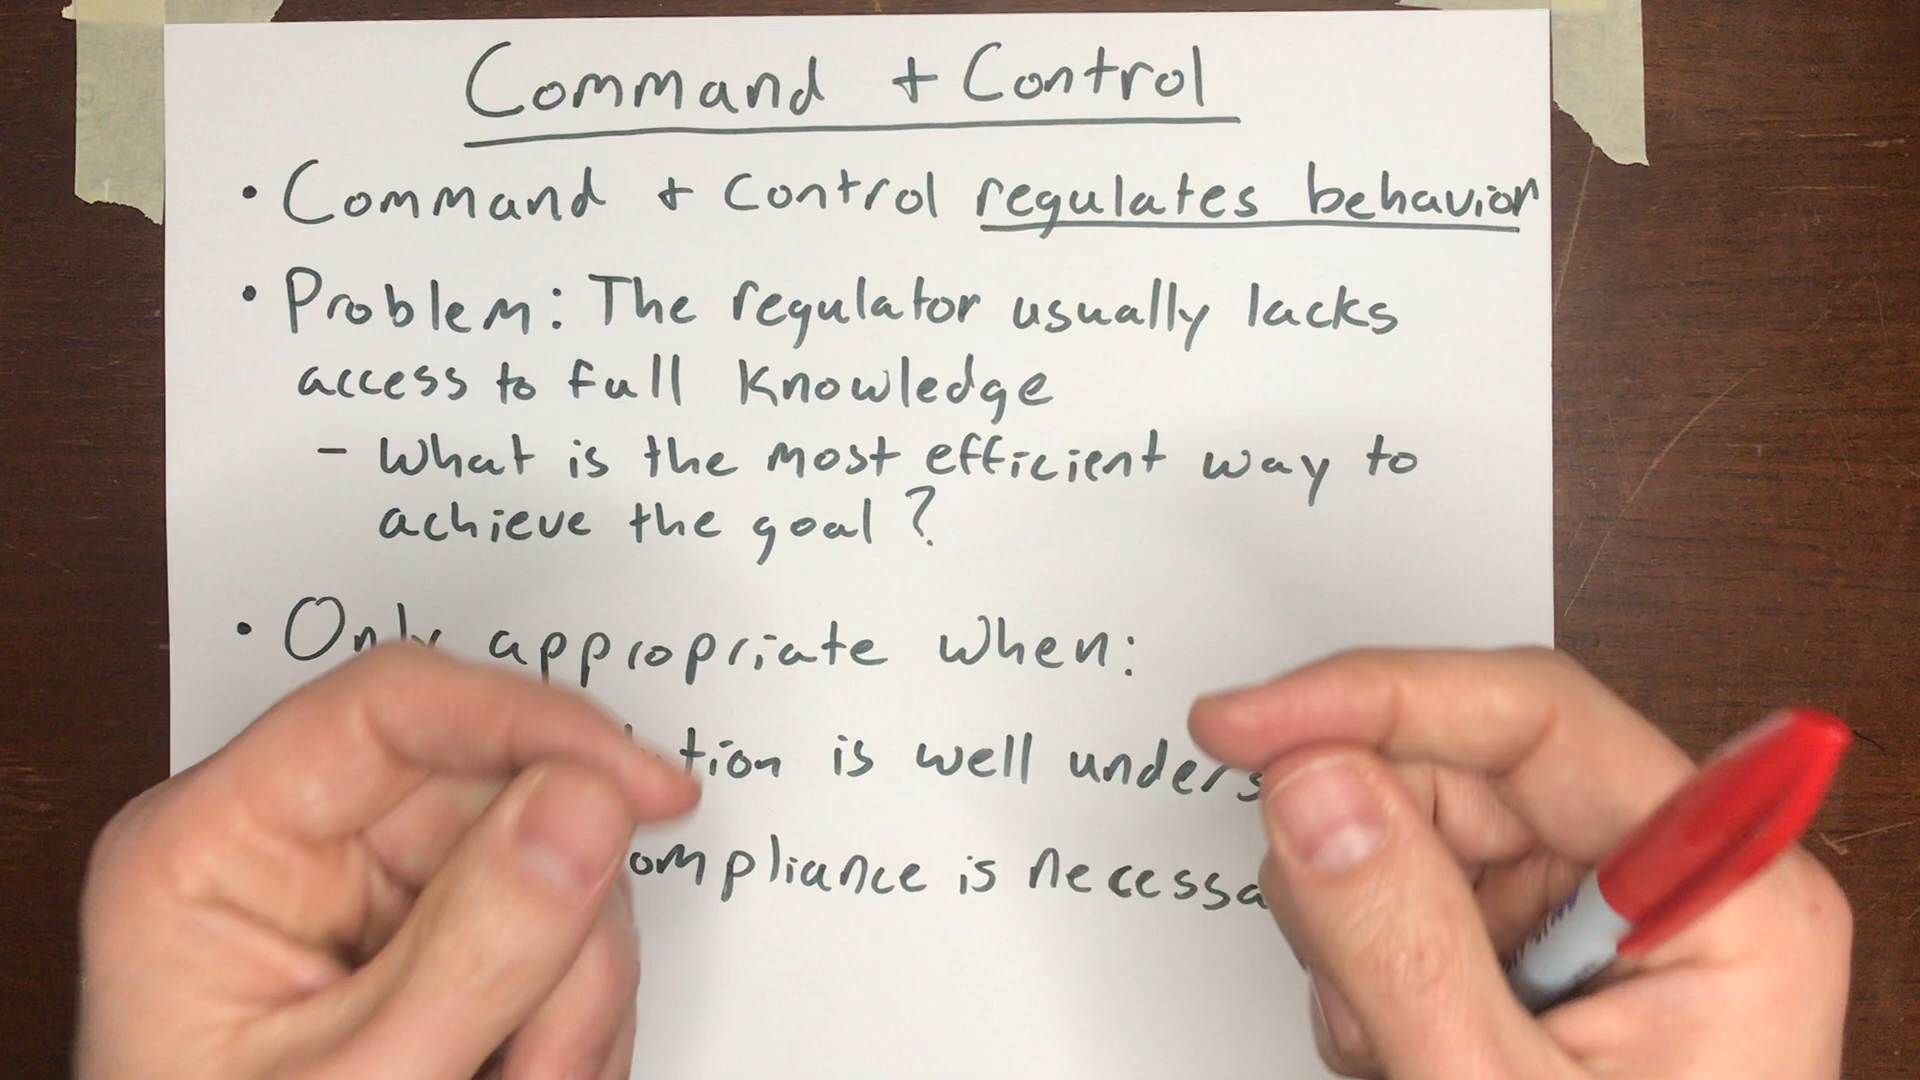 Command + Control
• Command + Control regulates behavior
• Problem: The regulator usually lacks
access to full Knowledge
- What is the most efficient way to
achieve the goal?
• Only appropriate when:
is well
is